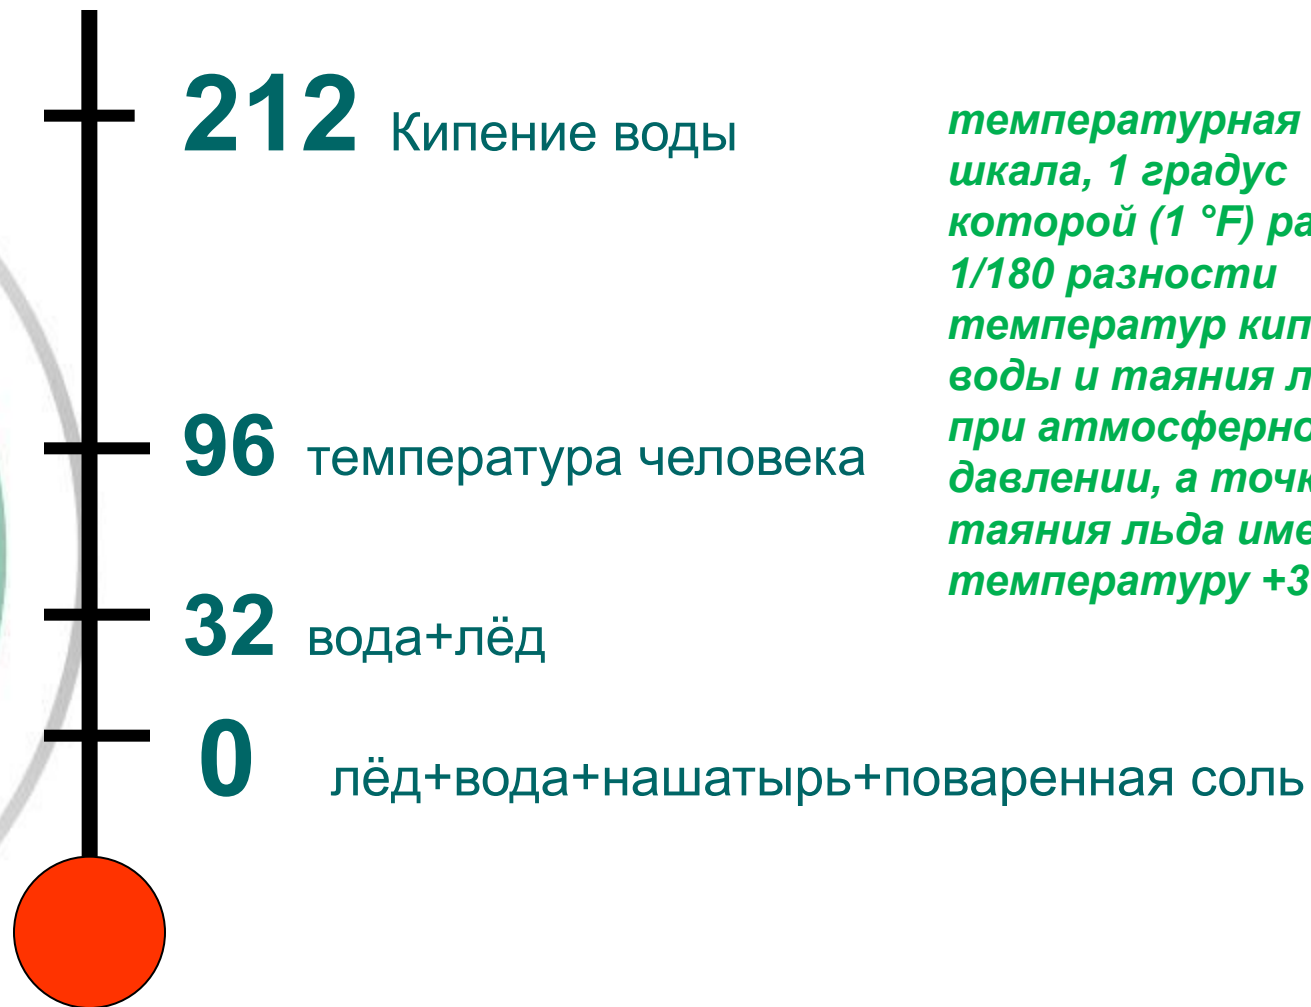 212 Кипение воды
96 температура человека
32 вода+лёд
0 лёд+вода+нашатырь+поваренная соль
температурная
шкала, 1 градус
которой (1 °F)
1/180 разности
температур
воды и таяния
при
давлении, а
таяния льда
температуру